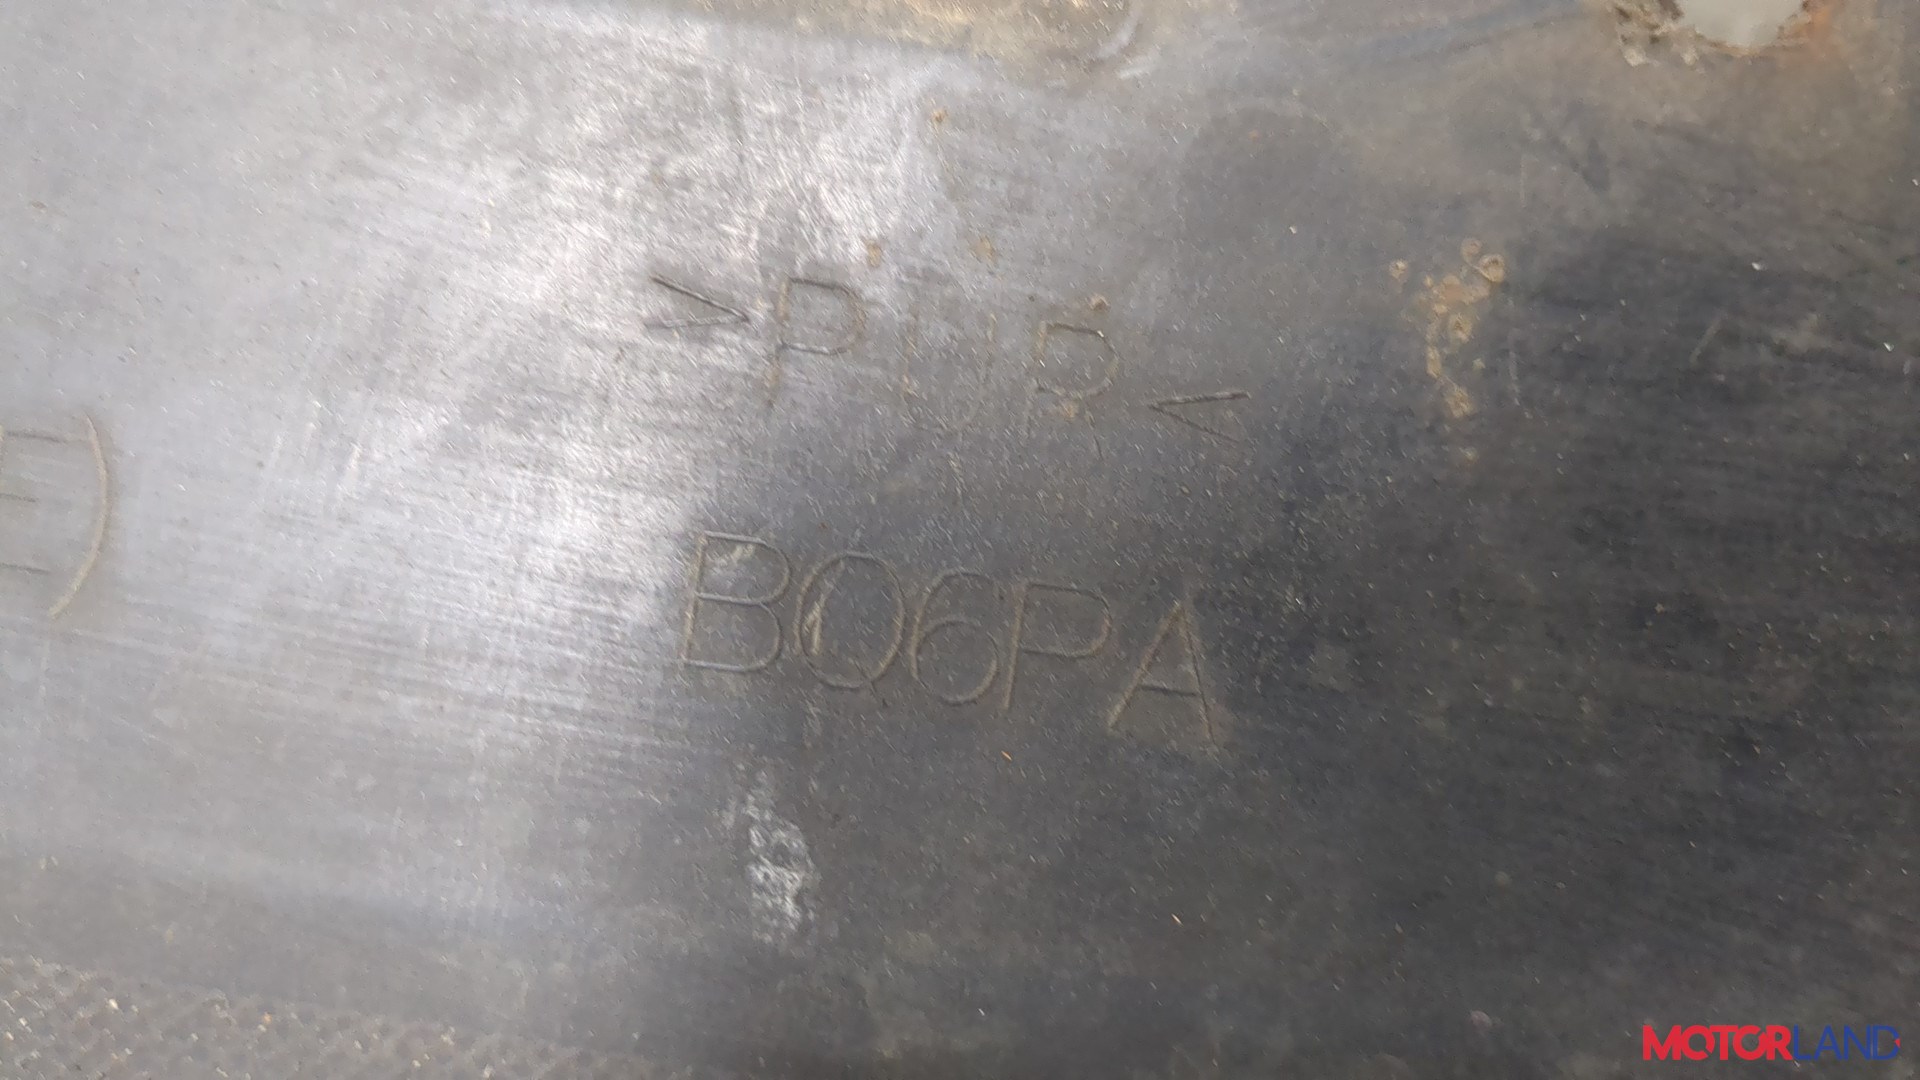 >PUR<
E)
B06PA
MOTORLAND